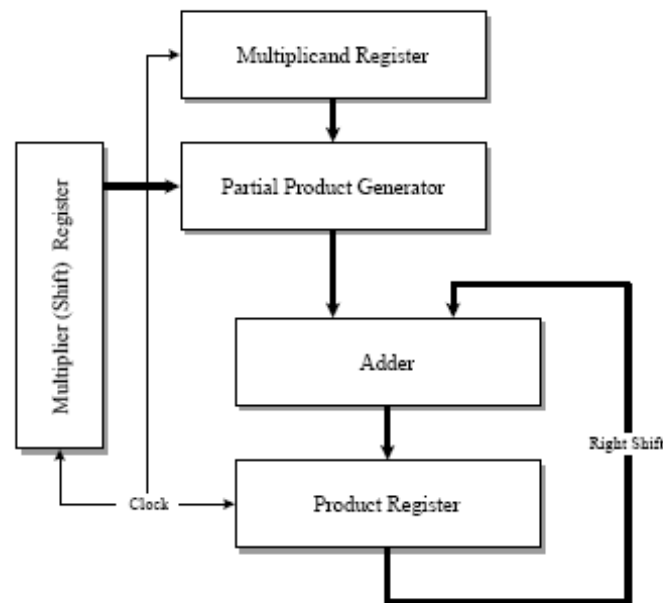 Multiplicand Register
Partial Product Generator
Multiplier (Shift) Register
Adder
Right Shift
Clock
Product Register